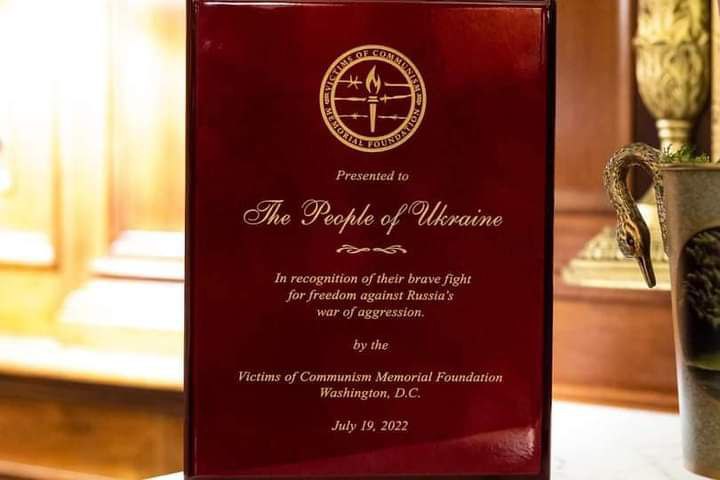 VICTIMS OF COMMUNISM
MEMORIAL FOUNDATION
Presented to
The People of Ukraine
In recognition of their brave fight
for freedom against Russia's
war of aggression.
by the
Victims of Communism Memorial Foundation
Washington, D.C.
July 19, 2022